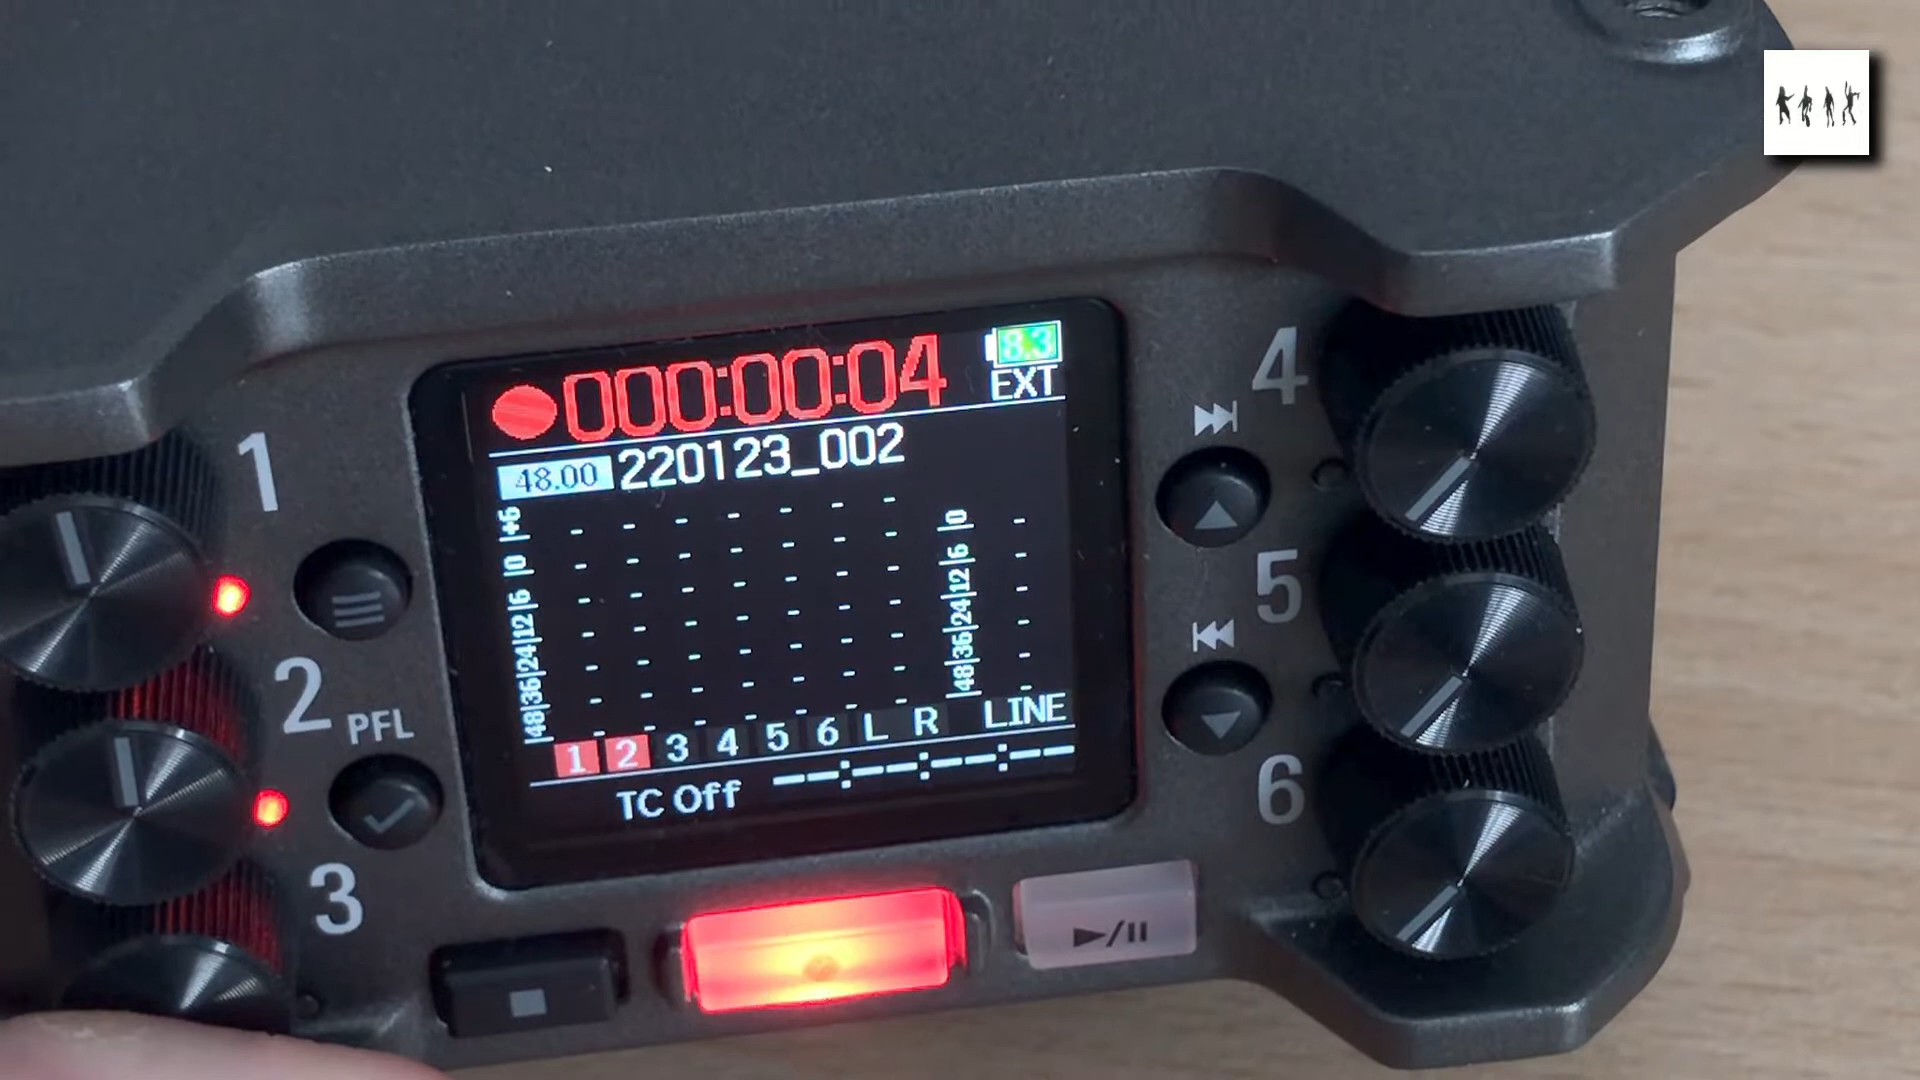 000:00:04
8.3
EXT
48.00 220123_002
+6 0 6 12 24 36 48
0 6 12 24 36 48
1 2 3 4 5 6 L R LINE
TC Off --:--:--:--
1
2
PFL
3
4
5
6